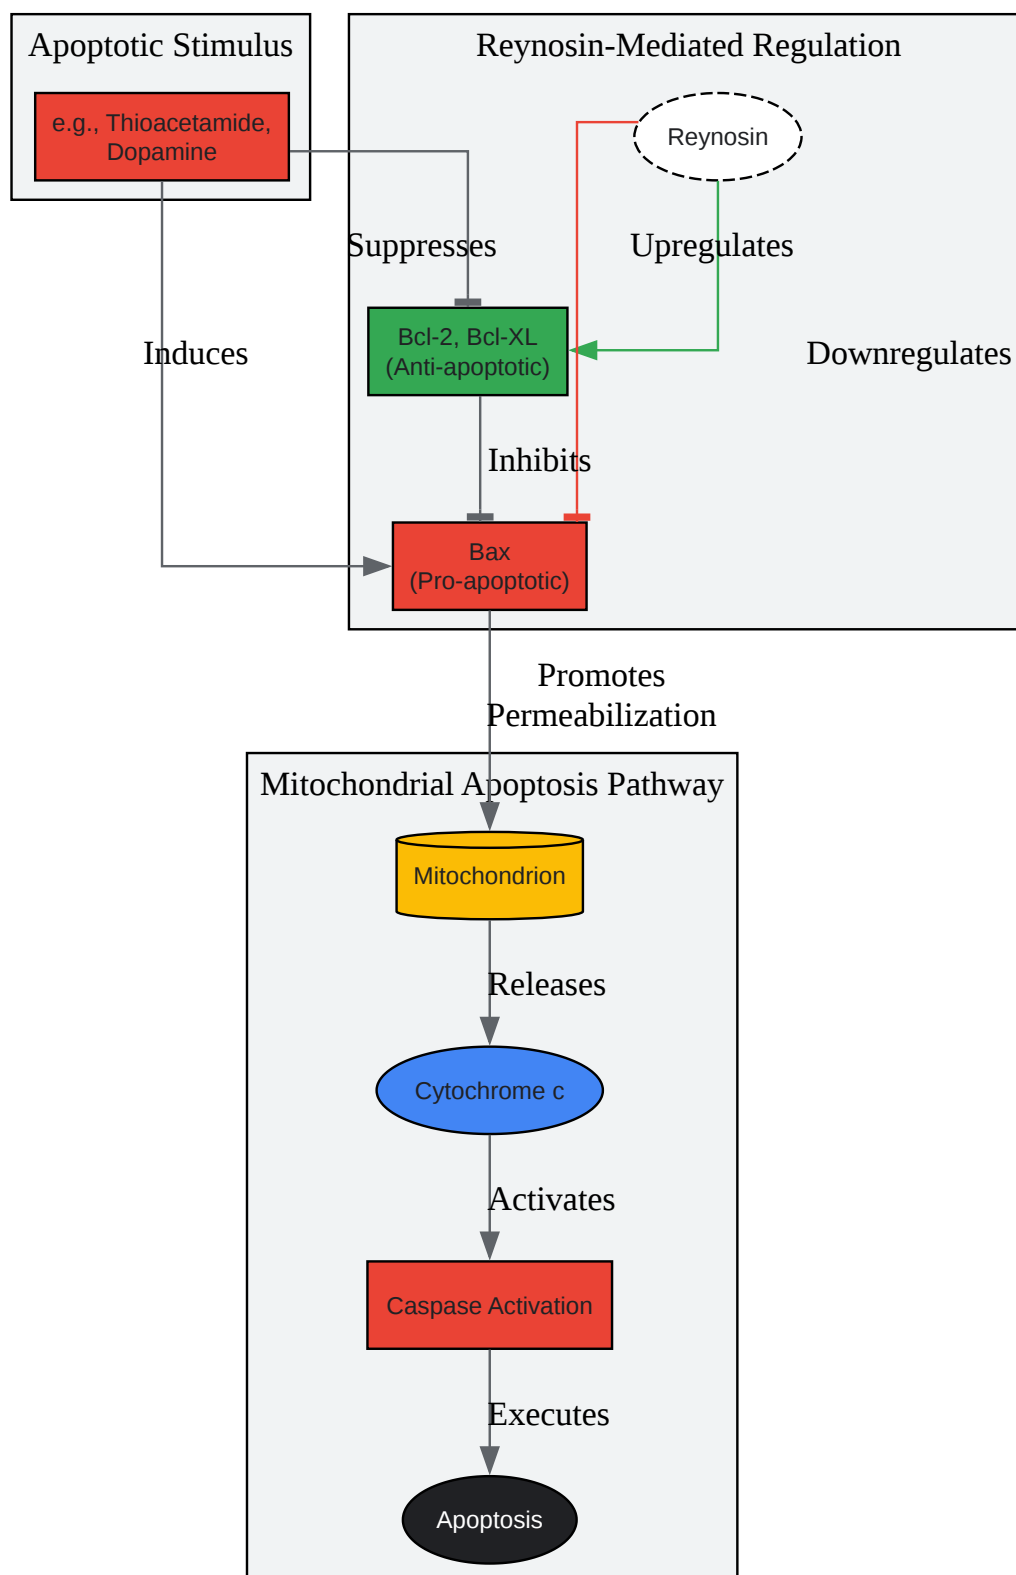 Apoptotic Stimulus
Reynosin-Mediated Regulation
e.g., Thioacetamide,
Dopamine
Reynosin
Suppresses
Upregulates
Bcl-2, Bcl-XL
(Anti-apoptotic)
Induces
Downregulates
Inhibits
Bax
(Pro-apoptotic)
Promotes
Permeabilization
Mitochondrial Apoptosis Pathway
Mitochondrion
Releases
Cytochrome c
Activates
Caspase Activation
Executes
Apoptosis